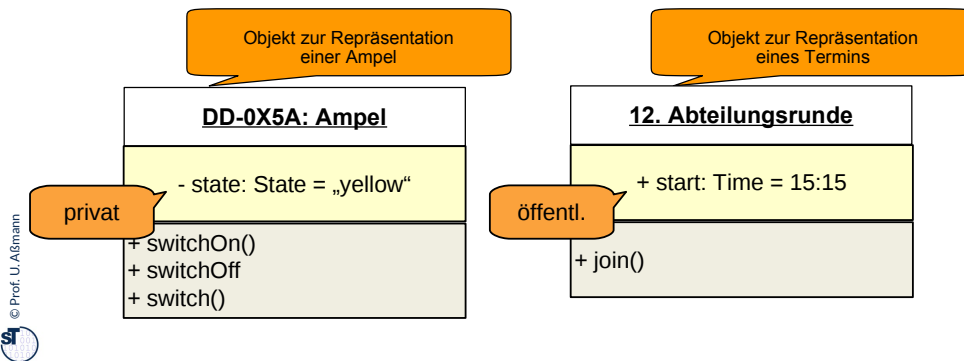 Objekt zur Repräsentation
einer Ampel
DD-0X5A: Ampel
- state: State = „yellow“
privat
+ switchOn()
+ switchOff
+ switch()
Objekt zur Repräsentation
eines Termins
12. Abteilungsrunde
+ start: Time = 15:15
öffentl.
+ join()
© Prof. U. Aßmann
ST